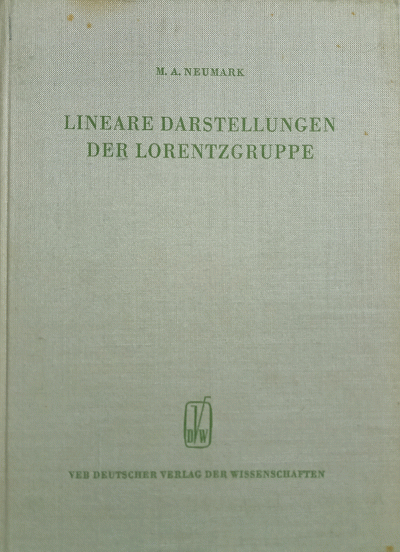 M. A. NEUMARK
LINEARE DARSTELLUNGEN
DER LORENTZGRUPPE
DVW
VEB DEUTSCHER VERLAG DER WISSENSCHAFTEN